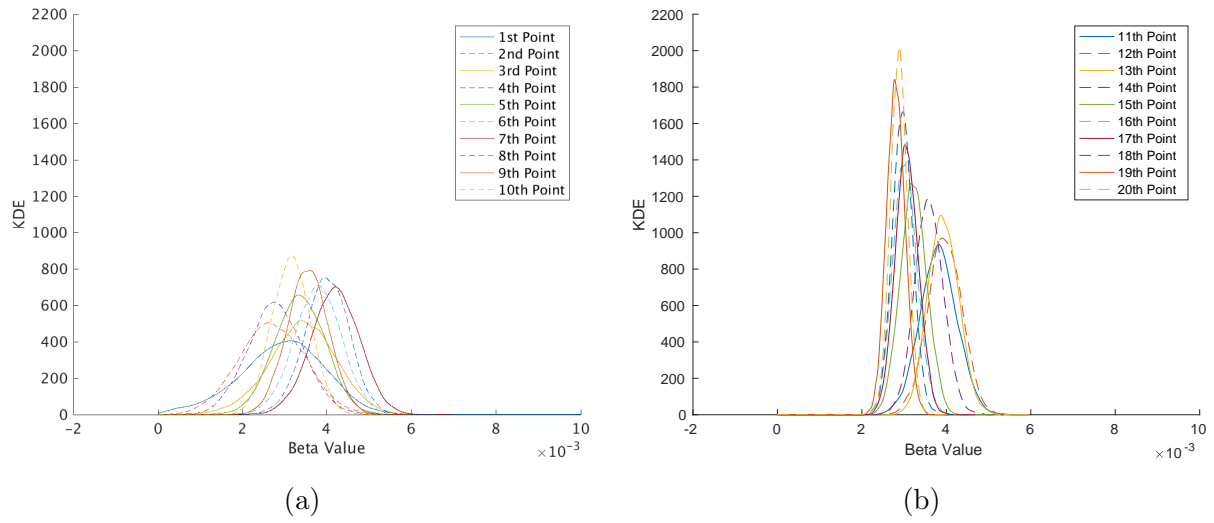 2200
2000
1800
1600
1400
1200
1000
800
600
400
200
0
KDE
-2
0
2
4
6
8
10
Beta Value
×10⁻³
1st Point
2nd Point
3rd Point
4th Point
5th Point
6th Point
7th Point
8th Point
9th Point
10th Point
(a)
2200
2000
1800
1600
1400
1200
1000
800
600
400
200
0
KDE
-2
0
2
4
6
8
10
Beta Value
×10⁻³
11th Point
12th Point
13th Point
14th Point
15th Point
16th Point
17th Point
18th Point
19th Point
20th Point
(b)